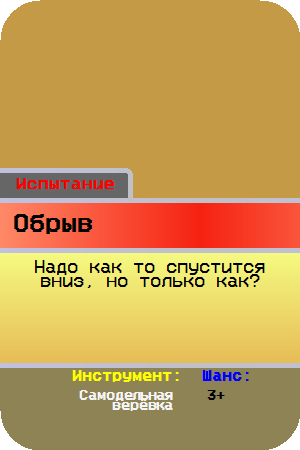 Испытание
Обрыв
Надо как то спустится
вниз, но только как?
Инструмент: Шанс:
Самодельная 3+
верёвка